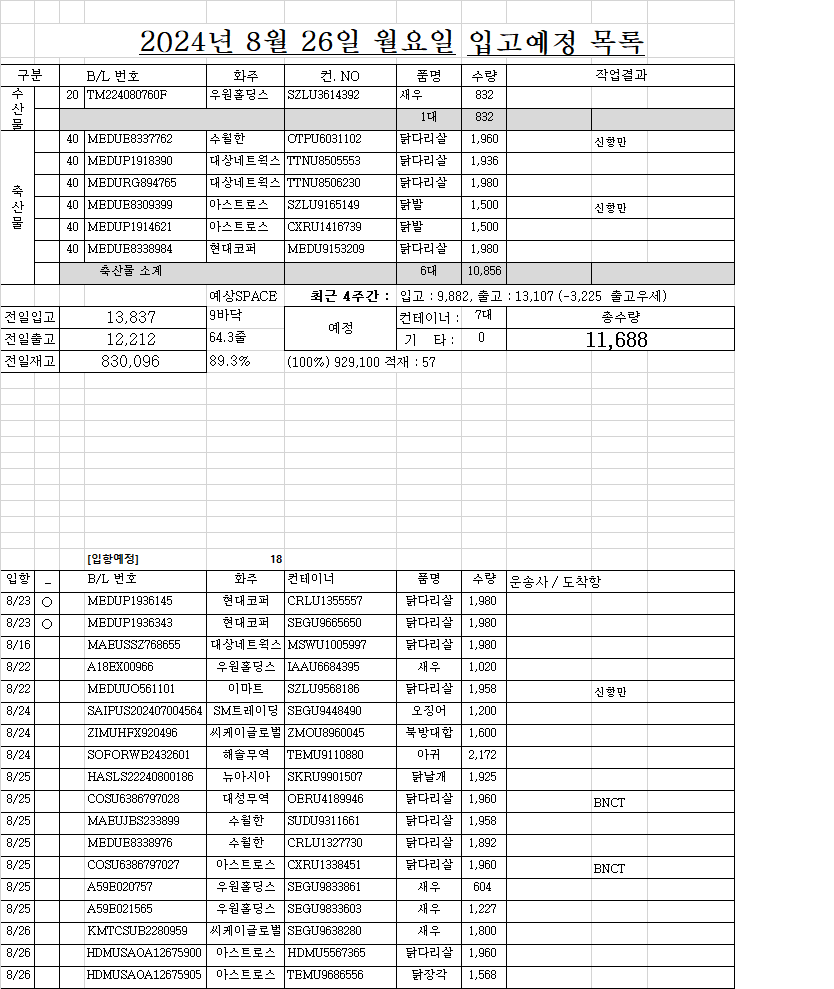 2024년 8월 26일 월요일 입고예정 목록
구분 B/L 번호 화주 컨. NO 품명 수량 작업결과
수산물
20 TM224080760F 우원홀딩스 SZLU3614392 새우 832
1대 832
축산물
40 MEDUE8337762 수월한 OTPU6031102 닭다리살 1,960 신항만
40 MEDUP1918390 대상네트웍스 TTNU8505553 닭다리살 1,936
40 MEDURG894765 대상네트웍스 TTNU8506230 닭다리살 1,980
40 MEDUE8309399 아스트로스 SZLU9165149 닭발 1,500 신항만
40 MEDUP1914621 아스트로스 CXRU1416739 닭발 1,500
40 MEDUE8338984 현대코퍼 MEDU9153209 닭다리살 1,980
축산물 소계 6대 10,856
예상SPACE 최근 4주간 : 입고 : 9,882, 출고 : 13,107 (-3,225 출고우세)
전일입고 13,837 9바닥 예정 컨테이너 : 7대 총수량
전일출고 12,212 64.3줄 기 타 : 0 11,688
전일재고 830,096 89.3% (100%) 929,100 적재 : 57
[입항예정] 18
입항 _ B/L 번호 화주 컨테이너 품명 수량 운송사 / 도착항
8/23 ○ MEDUP1936145 현대코퍼 CRLU1355557 닭다리살 1,980
8/23 ○ MEDUP1936343 현대코퍼 SEGU9665650 닭다리살 1,980
8/16 MAEUSSZ768655 대상네트웍스 MSWU1005997 닭다리살 1,980
8/22 A18EX00966 우원홀딩스 IAAU6684395 새우 1,020
8/22 MEDUUO561101 이마트 SZLU9568186 닭다리살 1,958 신항만
8/24 SAIPUS202407004564 SM트레이딩 SEGU9448490 오징어 1,200
8/24 ZIMUHFX920496 씨케이글로벌 ZMOU8960045 북방대합 1,600
8/24 SOFORWB2432601 해솔무역 TEMU9110880 아귀 2,172
8/25 HASLS22240800186 뉴아시아 SKRU9901507 닭날개 1,925
8/25 COSU6386797028 대성무역 OERU4189946 닭다리살 1,960 BNCT
8/25 MAEUJBS233899 수월한 SUDU9311661 닭다리살 1,958
8/25 MEDUE8338976 수월한 CRLU1327730 닭다리살 1,892
8/25 COSU6386797027 아스트로스 CXRU1338451 닭다리살 1,960 BNCT
8/25 A59E020757 우원홀딩스 SEGU9833861 새우 604
8/25 A59E021565 우원홀딩스 SEGU9833603 새우 1,227
8/26 KMTCSUB2280959 씨케이글로벌 SEGU9638280 새우 1,800
8/26 HDMUSAOA12675900 아스트로스 HDMU5567365 닭다리살 1,960
8/26 HDMUSAOA12675905 아스트로스 TEMU9686556 닭장각 1,568